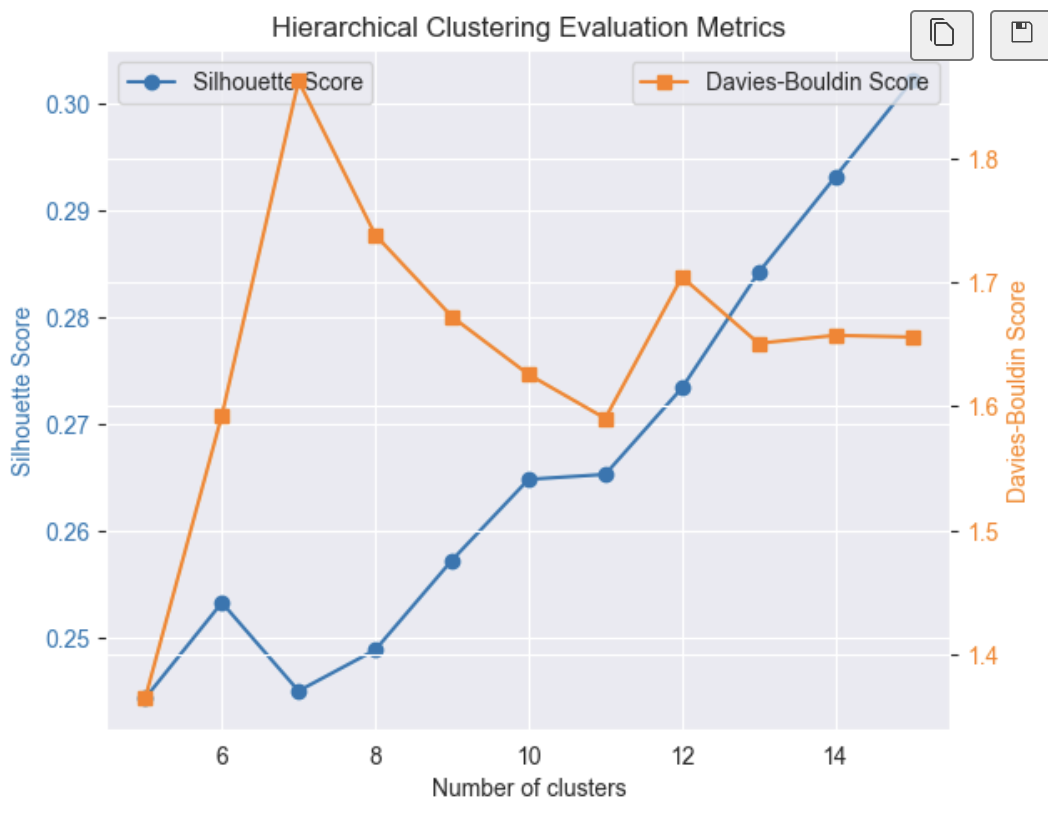 Hierarchical Clustering Evaluation Metrics
Silhouette Score
Davies-Bouldin Score
0.30
0.29
0.28
0.27
0.26
0.25
Silhouette Score
1.8
1.7
1.6
1.5
1.4
Davies-Bouldin Score
6 8 10 12 14
Number of clusters